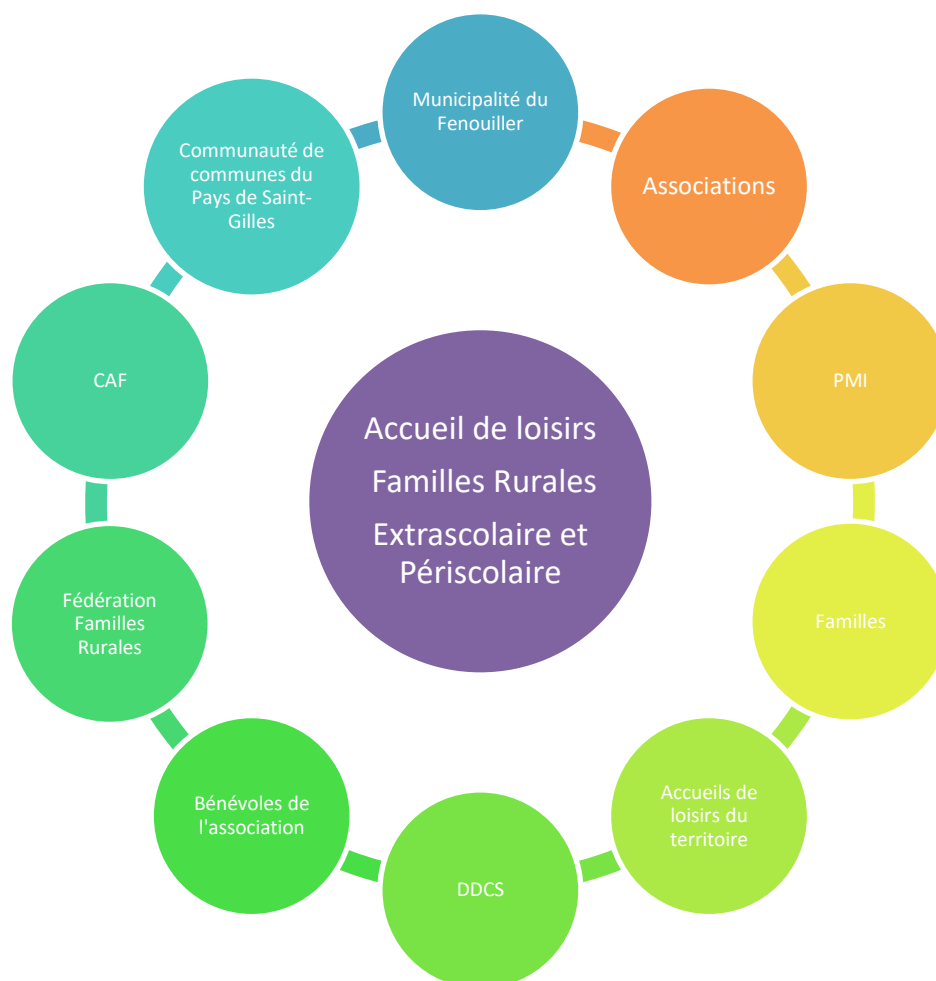 Municipalité du
Fenouiller
Associations
PMI
Familles
Accueils de
loisirs du
territoire
DDCS
Bénévoles de
l'association
Fédération
Familles
Rurales
CAF
Communauté de
communes du
Pays de Saint-
Gilles
Accueil de loisirs
Familles Rurales
Extrascolaire et
Périscolaire